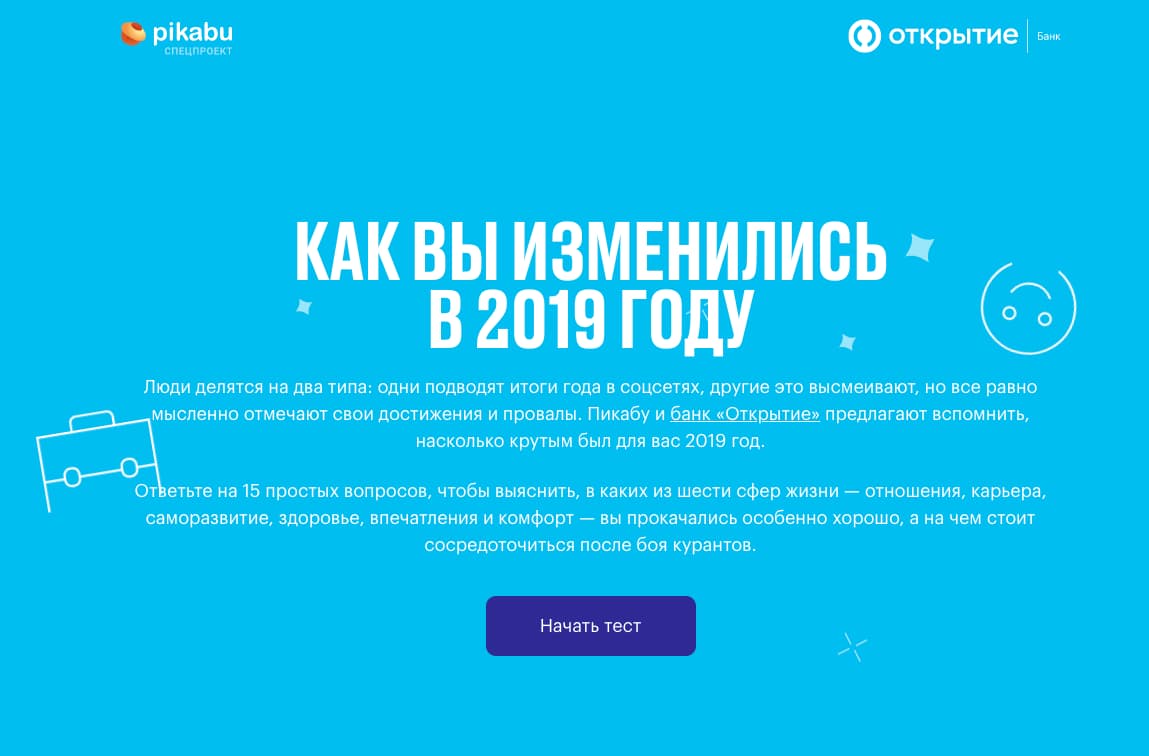 pikabu
СПЕЦПРОЕКТ
открытие
Банк
КАК ВЫ ИЗМЕНИЛИСЬ
В 2019 ГОДУ
Люди делятся на два типа: одни подводят итоги года в соцсетях, другие это высмеивают, но все равно
мысленно отмечают свои достижения и провалы. Пикабу и банк «Открытие» предлагают вспомнить,
насколько крутым был для вас 2019 год.
Ответьте на 15 простых вопросов, чтобы выяснить, в каких из шести сфер жизни — отношения, карьера,
саморазвитие, здоровье, впечатления и комфорт — вы прокачались особенно хорошо, а на чем стоит
сосредоточиться после боя курантов.
Начать тест